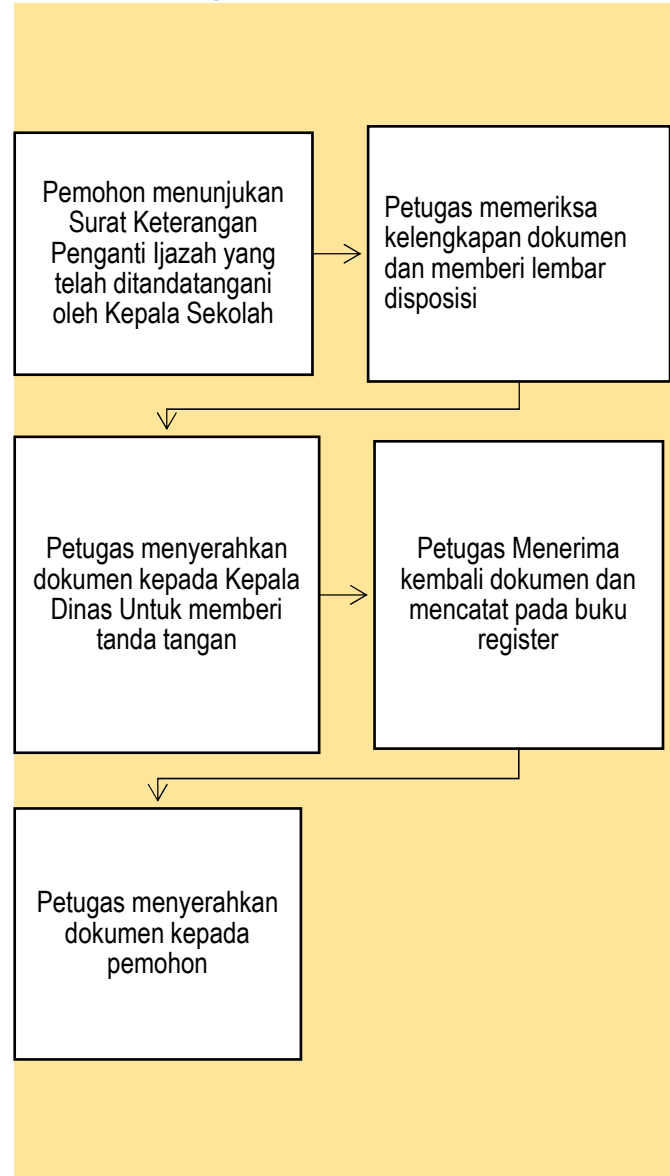 Pemohon menunjukan
Surat Keterangan
Penganti Ijazah yang
telah ditandatangani
oleh Kepala Sekolah
Petugas memeriksa
kelengkapan dokumen
dan memberi lembar
disposisi
Petugas menyerahkan
dokumen kepada Kepala
Dinas Untuk memberi
tanda tangan
Petugas Menerima
kembali dokumen dan
mencatat pada buku
register
Petugas menyerahkan
dokumen kepada
pemohon